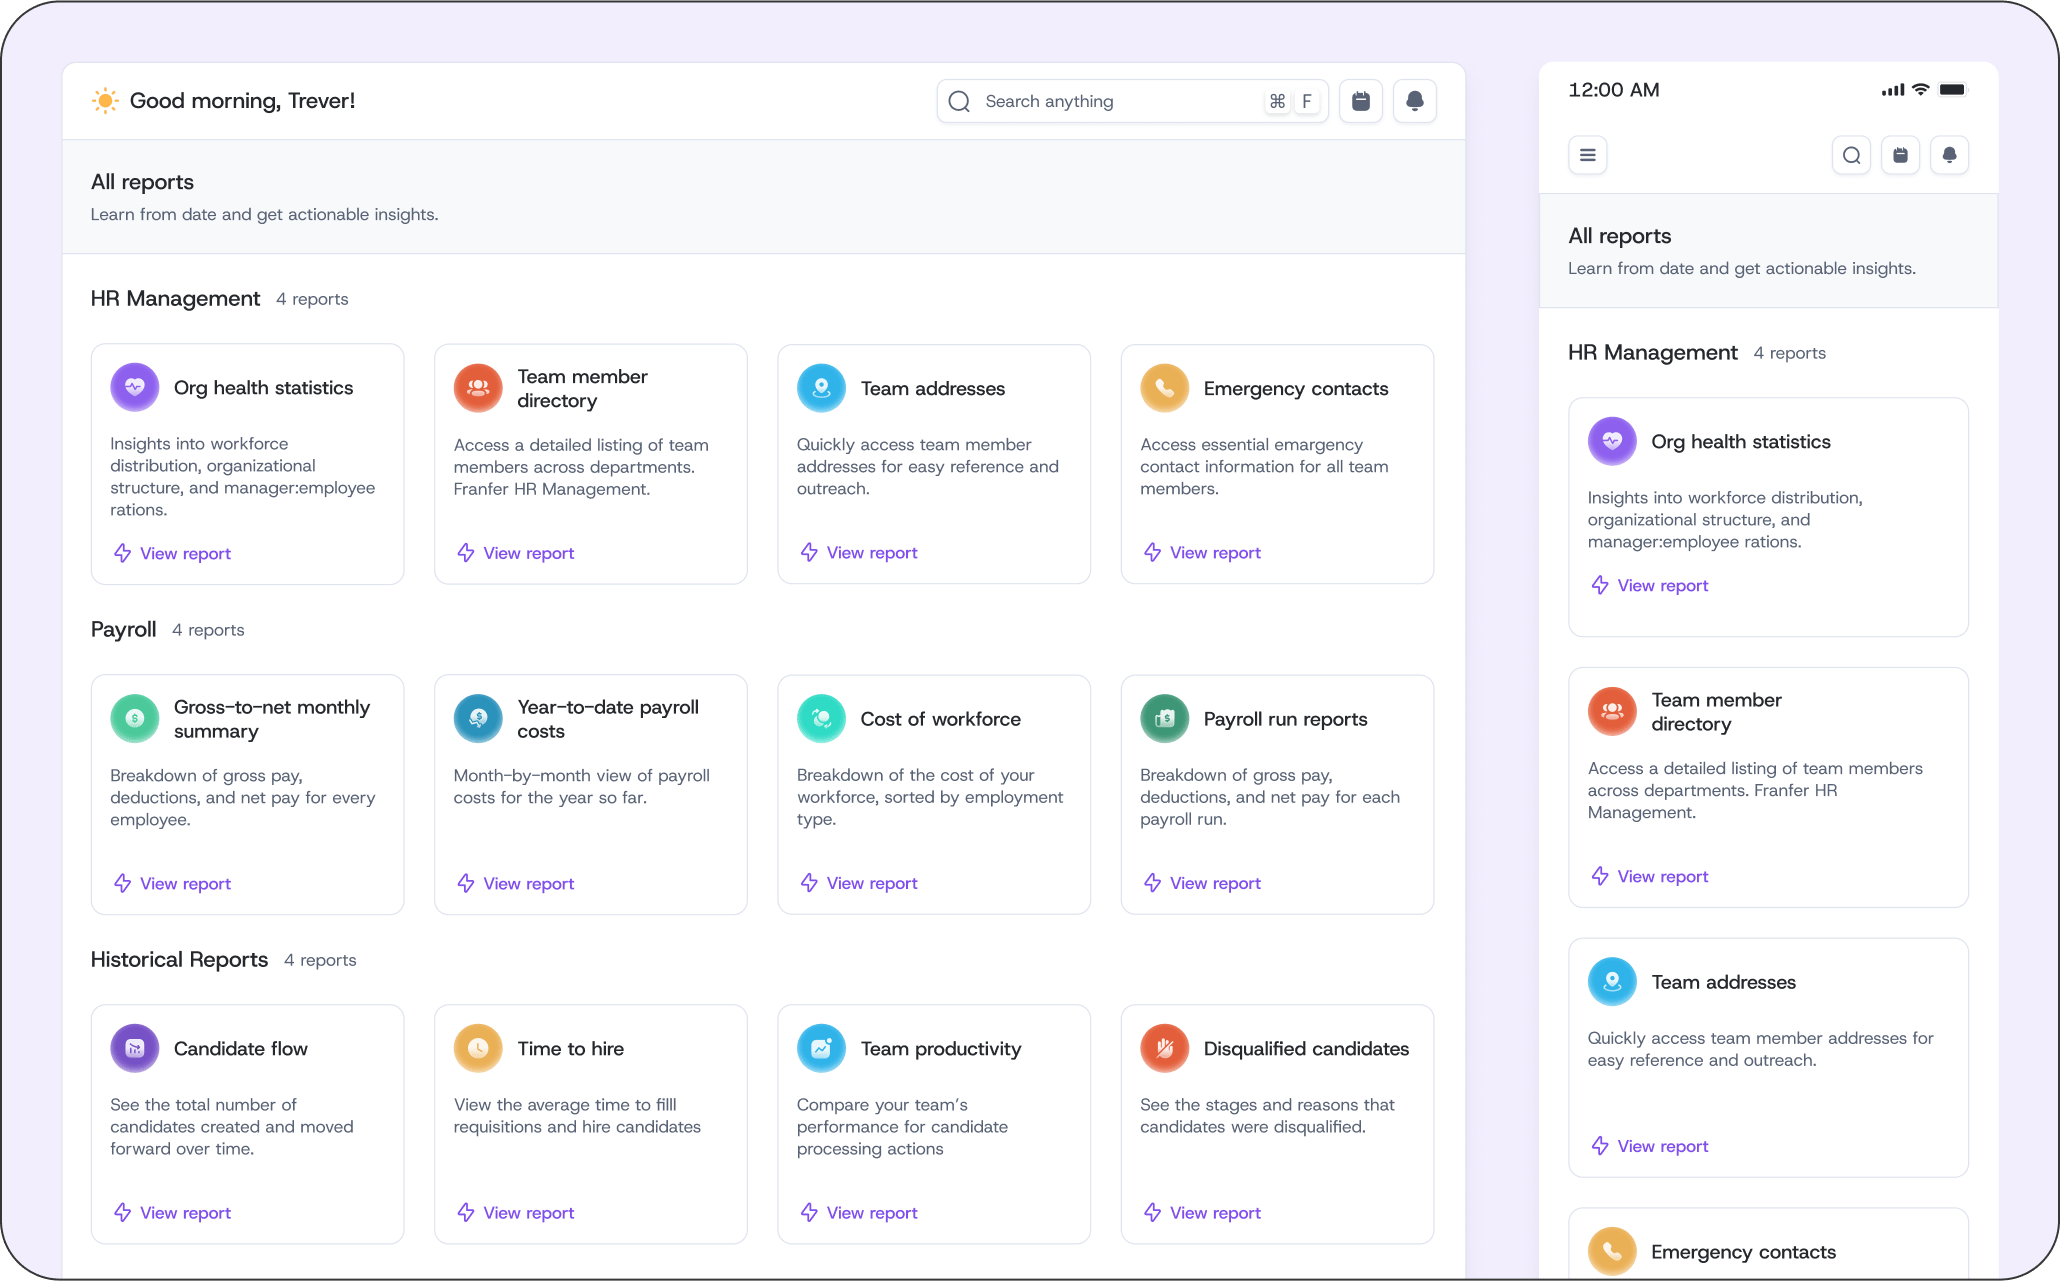 Good morning, Trever!
Search anything
⌘ F
All reports
Learn from date and get actionable insights.
HR Management 4 reports
Org health statistics
Insights into workforce
distribution, organizational
structure, and manager:employee
rations.
View report
Team member
directory
Access a detailed listing of team
members across departments.
Franfer HR Management.
View report
Team addresses
Quickly access team member
addresses for easy reference and
outreach.
View report
Emergency contacts
Access essential emargency
contact information for all team
members.
View report
Payroll 4 reports
Gross-to-net monthly
summary
Breakdown of gross pay,
deductions, and net pay for every
employee.
View report
Year-to-date payroll
costs
Month-by-month view of payroll
costs for the year so far.
View report
Cost of workforce
Breakdown of the cost of your
workforce, sorted by employment
type.
View report
Payroll run reports
Breakdown of gross pay,
deductions, and net pay for each
payroll run.
View report
Historical Reports 4 reports
Candidate flow
See the total number of
candidates created and moved
forward over time.
View report
Time to hire
View the average time to filll
requisitions and hire candidates
View report
Team productivity
Compare your team’s
performance for candidate
processing actions
View report
Disqualified candidates
See the stages and reasons that
candidates were disqualified.
View report
12:00 AM
All reports
Learn from date and get actionable insights.
HR Management 4 reports
Org health statistics
Insights into workforce distribution,
organizational structure, and
manager:employee rations.
View report
Team member
directory
Access a detailed listing of team members
across departments. Franfer HR
Management.
View report
Team addresses
Quickly access team member addresses for
easy reference and outreach.
View report
Emergency contacts